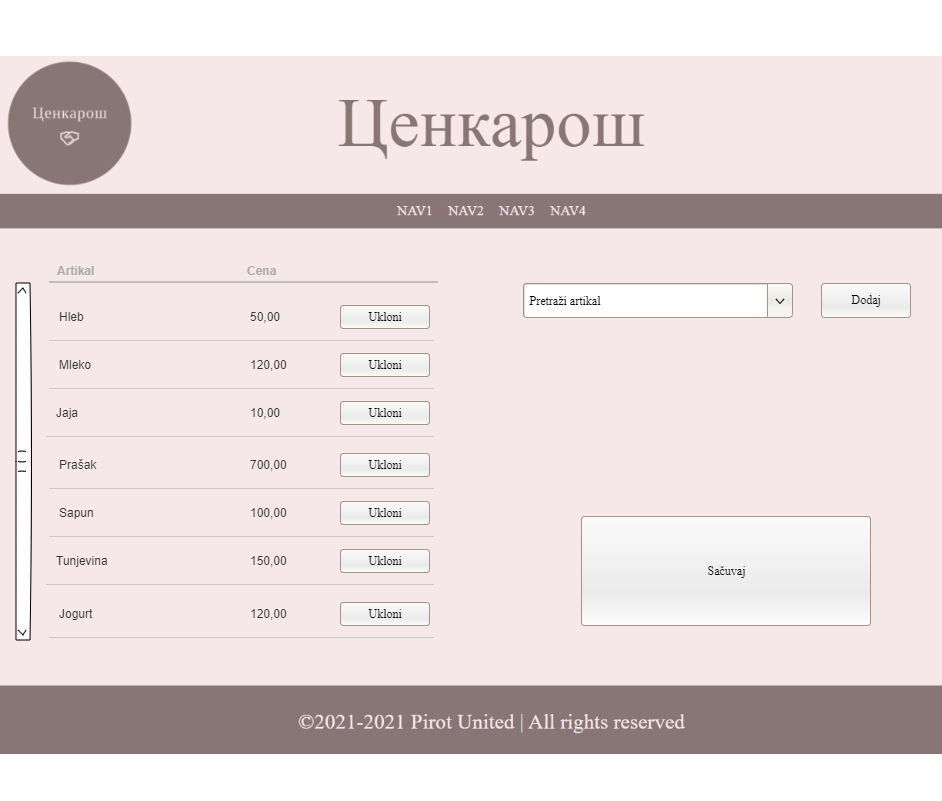 Ценкарош
Ценкарош
NAV1 NAV2 NAV3 NAV4
Artikal Cena
Hleb 50,00 Ukloni
Mleko 120,00 Ukloni
Jaja 10,00 Ukloni
Prašak 700,00 Ukloni
Sapun 100,00 Ukloni
Tunjevina 150,00 Ukloni
Jogurt 120,00 Ukloni
Pretraži artikal Dodaj
Sačuvaj
©2021-2021 Pirot United | All rights reserved